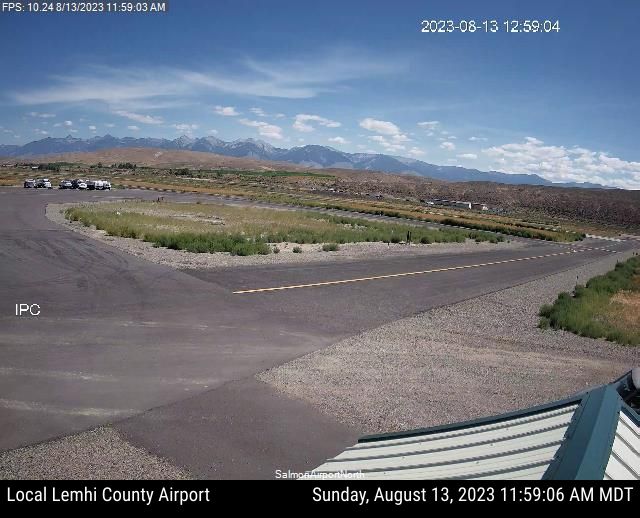 FPS: 10.24 8/13/2023 11:59:03 AM
2023-08-13 12:59:04
IPC
SalmonAirportNorth
Local Lemhi County Airport
Sunday, August 13, 2023 11:59:06 AM MDT